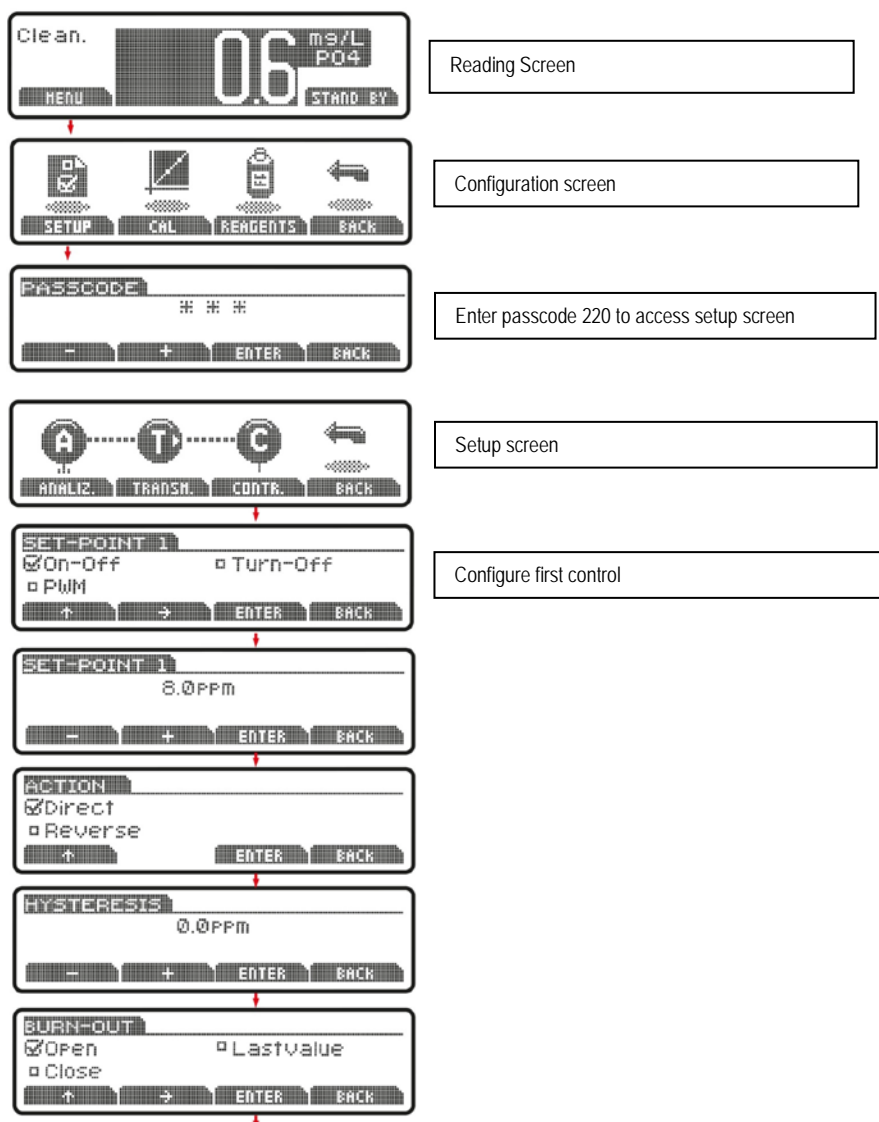 Clean.
0.6 mg/L
PO4
MENU STAND BY
Reading Screen
SETUP CAL REAGENTS BACK
Configuration screen
PASSCODE
* * *
- + ENTER BACK
Enter passcode 220 to access setup screen
A T C
ANALIZ. TRANSM. CONTR. BACK
Setup screen
SET-POINT 1
On-Off Turn-Off
PWM
↑ → ENTER BACK
Configure first control
SET-POINT 1
8.0ppm
- + ENTER BACK
ACTION
Direct
Reverse
↑ ENTER BACK
HYSTERESIS
0.0ppm
- + ENTER BACK
BURN-OUT
Open Lastvalue
Close
↑ → ENTER BACK